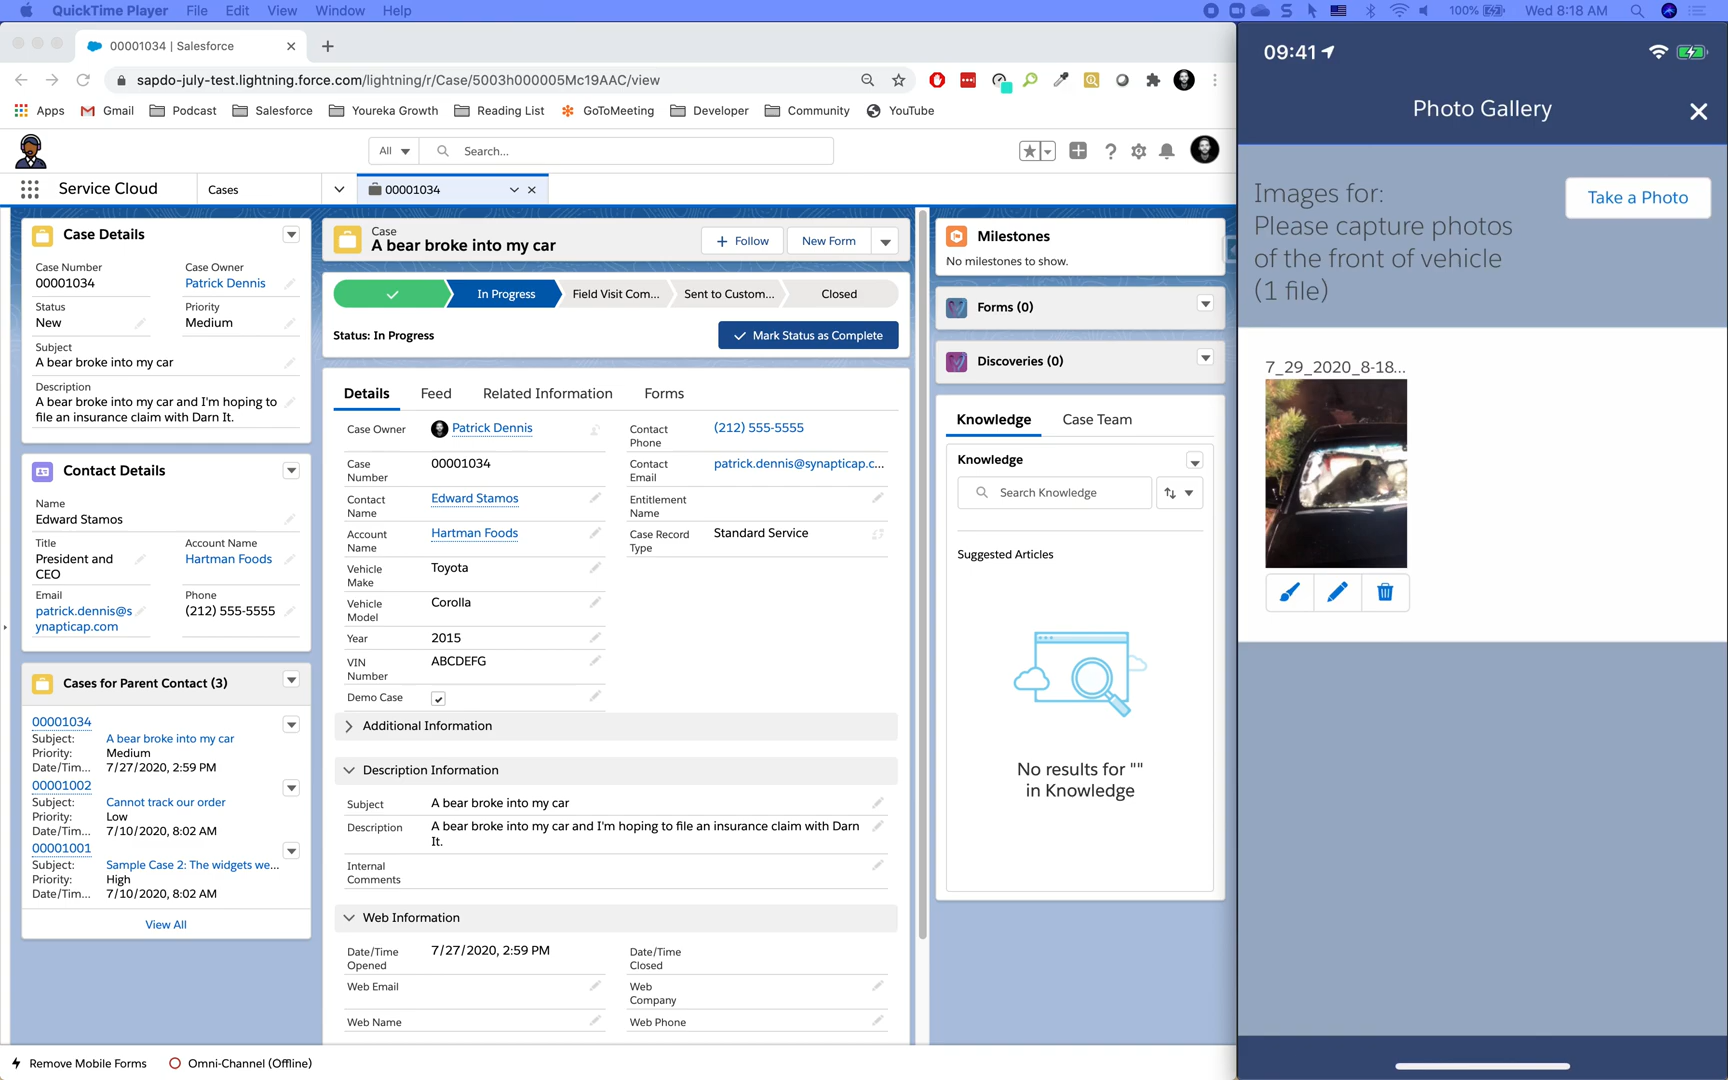 QuickTime Player File Edit View Window Help
100% Wed 8:18 AM
00001034 | Salesforce
sapdo-july-test.lightning.force.com/lightning/r/Case/5003h000005Mc19AAC/view
Apps Gmail Podcast Salesforce Youreka Growth Reading List GoToMeeting Developer Community YouTube
All Search...
Service Cloud Cases 00001034
Case Details
Case Number
00001034
Case Owner
Patrick Dennis
Status
New
Priority
Medium
Subject
A bear broke into my car
Description
A bear broke into my car and I'm hoping to
file an insurance claim with Darn It.
Contact Details
Name
Edward Stamos
Title
President and
CEO
Account Name
Hartman Foods
Email
patrick.dennis@s
ynapticap.com
Phone
(212) 555-5555
Cases for Parent Contact (3)
00001034
Subject: A bear broke into my car
Priority: Medium
Date/Tim... 7/27/2020, 2:59 PM
00001002
Subject: Cannot track our order
Priority: Low
Date/Tim... 7/10/2020, 8:02 AM
00001001
Subject: Sample Case 2: The widgets we...
Priority: High
Date/Tim... 7/10/2020, 8:02 AM
View All
Case
A bear broke into my car
Follow New Form
In Progress Field Visit Com... Sent to Custom... Closed
Status: In Progress
Mark Status as Complete
Details Feed Related Information Forms
Case Owner Patrick Dennis
Case
Number
00001034
Contact
Name
Edward Stamos
Account
Name
Hartman Foods
Vehicle
Make
Toyota
Vehicle
Model
Corolla
Year 2015
VIN
Number
ABCDEFG
Demo Case
Contact
Phone
(212) 555-5555
Contact
Email
patrick.dennis@synapticap.c...
Entitlement
Name
Case Record
Type
Standard Service
Additional Information
Description Information
Subject A bear broke into my car
Description A bear broke into my car and I'm hoping to file an insurance claim with Darn
It.
Internal
Comments
Web Information
Date/Time
Opened
7/27/2020, 2:59 PM
Date/Time
Closed
Web Email
Web
Company
Web Name
Web Phone
Milestones
No milestones to show.
Forms (0)
Discoveries (0)
Knowledge Case Team
Knowledge
Search Knowledge
Suggested Articles
No results for ""
in Knowledge
Remove Mobile Forms Omni-Channel (Offline)
09:41
Photo Gallery
Images for:
Please capture photos
of the front of vehicle
(1 file)
Take a Photo
7_29_2020_8-18...